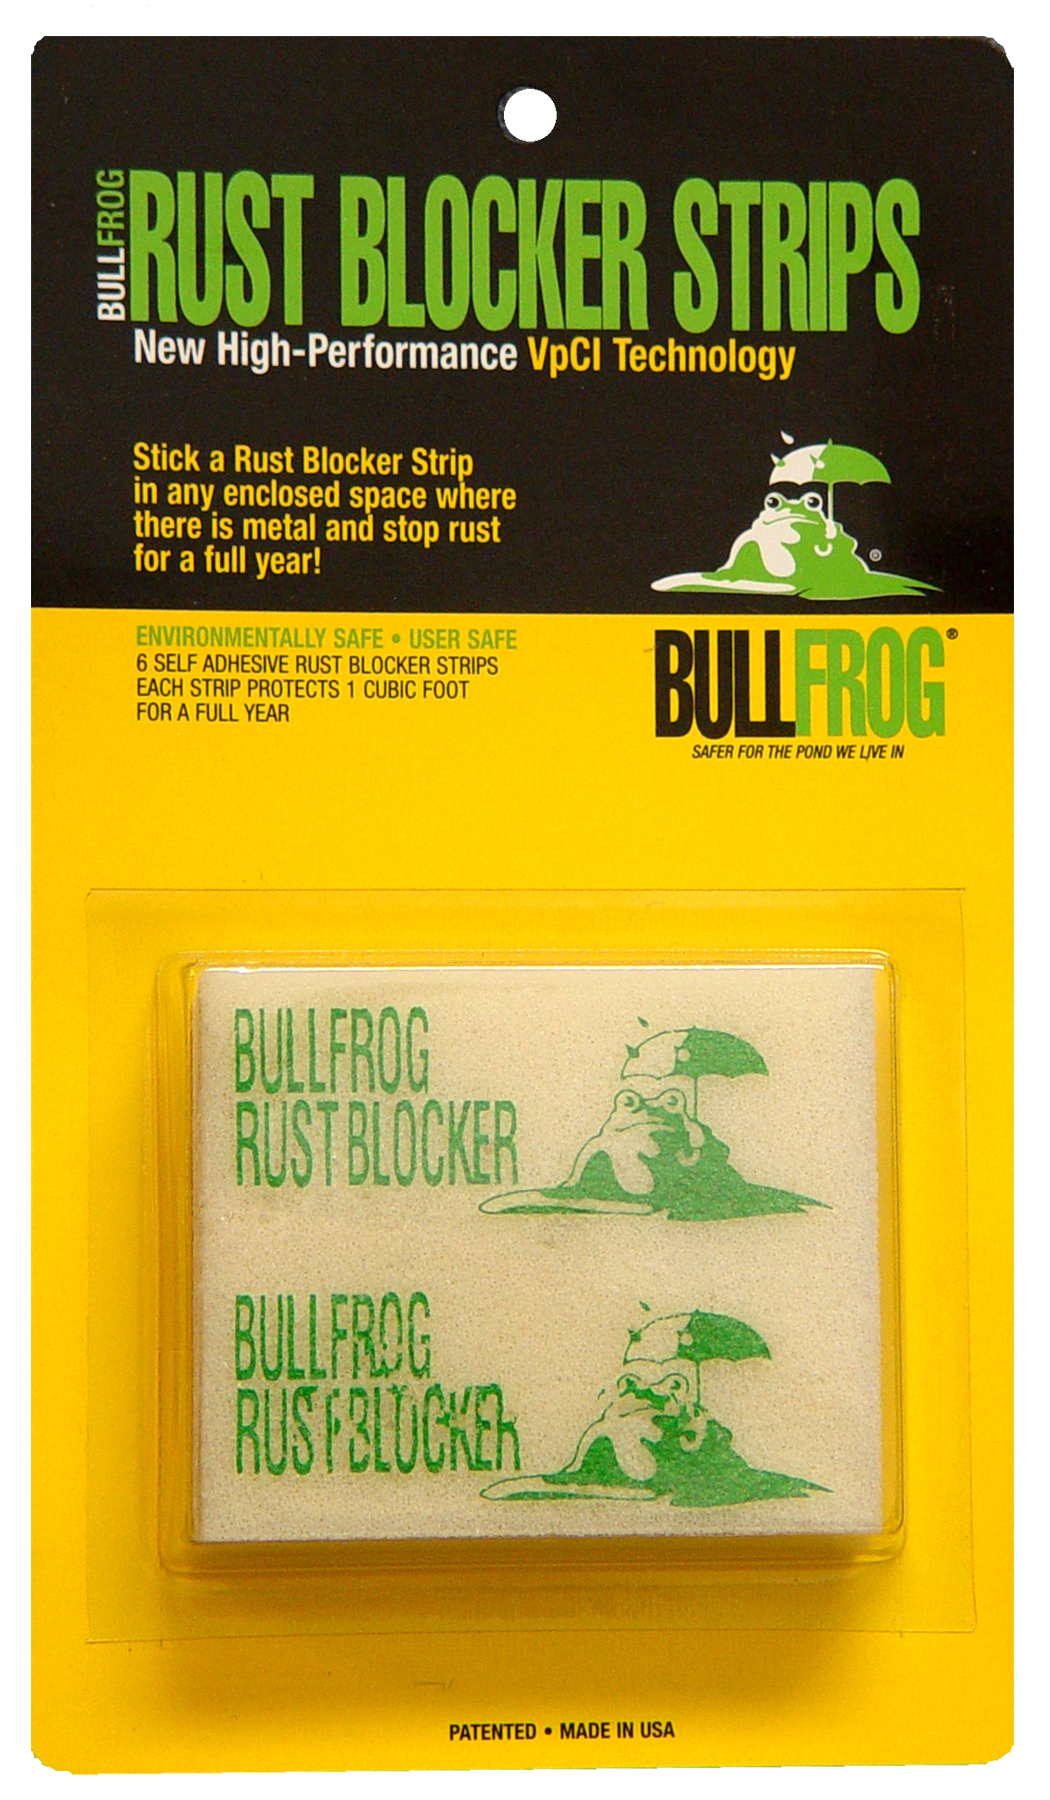 BULLFROG
RUST BLOCKER STRIPS
New High-Performance VpCI Technology
Stick a Rust Blocker Strip
in any enclosed space where
there is metal and stop rust
for a full year!
®
ENVIRONMENTALLY SAFE • USER SAFE
6 SELF ADHESIVE RUST BLOCKER STRIPS
EACH STRIP PROTECTS 1 CUBIC FOOT
FOR A FULL YEAR
BULLFROG®
SAFER FOR THE POND WE LIVE IN
BULLFROG
RUST BLOCKER
BULLFROG
RUST BLOCKER
PATENTED • MADE IN USA